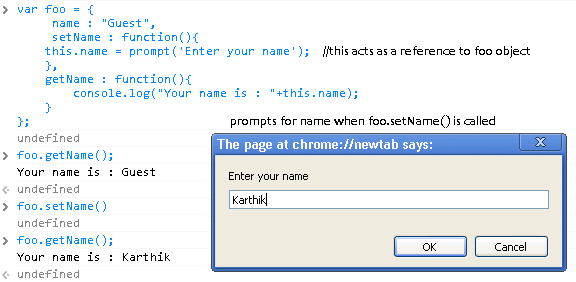 > var foo = {
name : "Guest",
setName : function(){
this.name = prompt('Enter your name'); //this acts as a reference to foo object
},
getName : function(){
console.log("Your name is : "+this.name);
}
};
prompts for name when foo.setName() is called
undefined
> foo.getName();
Your name is : Guest
undefined
> foo.setName()
undefined
> foo.getName();
Your name is : Karthik
undefined
The page at chrome://newtab says:
Enter your name
Karthik
OK Cancel